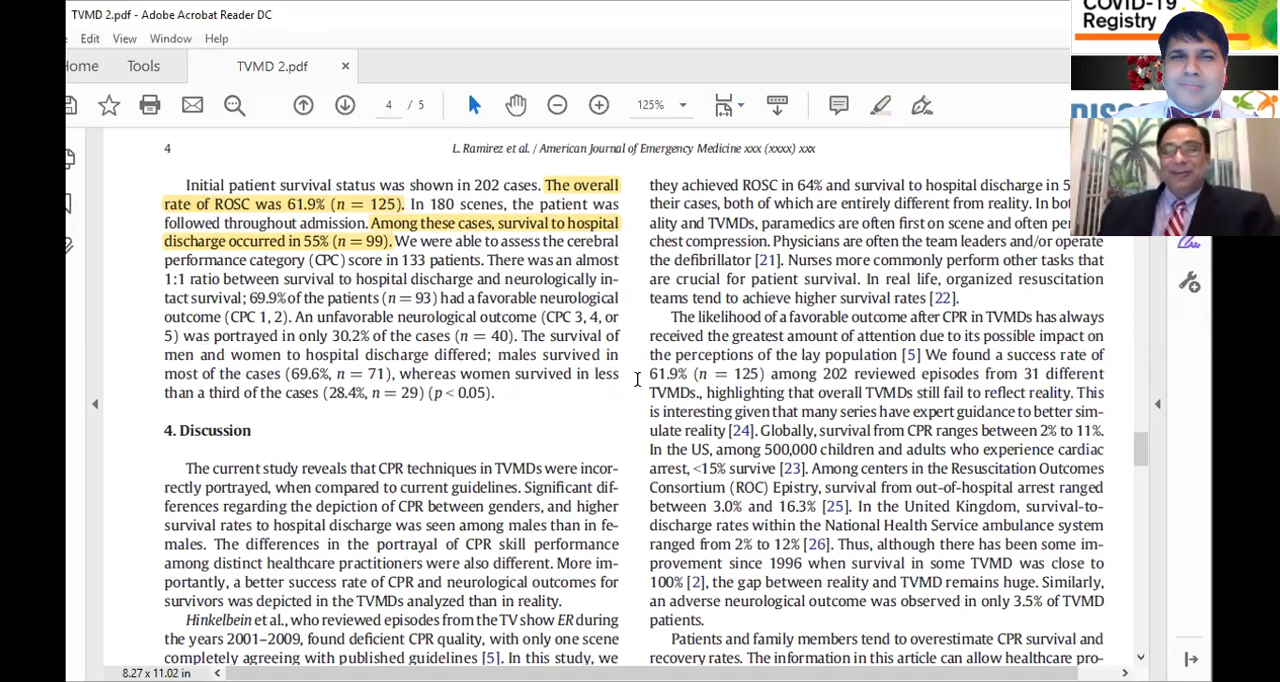 TVMD 2.pdf - Adobe Acrobat Reader DC
Edit View Window Help
Tools
TVMD 2.pdf
×
4 / 5
125%
COVID-19
Registry
4
L. Ramirez et al. / American Journal of Emergency Medicine xxx (xxxx) xxx
Initial patient survival status was shown in 202 cases. The overall
rate of ROSC was 61.9% (n = 125). In 180 scenes, the patient was
followed throughout admission. Among these cases, survival to hospital
discharge occurred in 55% (n = 99). We were able to assess the cerebral
performance category (CPC) score in 133 patients. There was an almost
1:1 ratio between survival to hospital discharge and neurologically in-
tact survival; 69.9% of the patients (n = 93) had a favorable neurological
outcome (CPC 1, 2). An unfavorable neurological outcome (CPC 3, 4, or
5) was portrayed in only 30.2% of the cases (n = 40). The survival of
men and women to hospital discharge differed; males survived in
most of the cases (69.6%, n = 71), whereas women survived in less
than a third of the cases (28.4%, n = 29) (p < 0.05).
4. Discussion
The current study reveals that CPR techniques in TVMDs were incor-
rectly portrayed, when compared to current guidelines. Significant dif-
ferences regarding the depiction of CPR between genders, and higher
survival rates to hospital discharge was seen among males than in fe-
males. The differences in the portrayal of CPR skill performance
among distinct healthcare practitioners were also different. More im-
portantly, a better success rate of CPR and neurological outcomes for
survivors was depicted in the TVMDs analyzed than in reality.
Hinkelbein et al., who reviewed episodes from the TV show ER during
the years 2001–2009, found deficient CPR quality, with only one scene
completely agreeing with published guidelines [5]. In this study, we
they achieved ROSC in 64% and survival to hospital discharge in
their cases, both of which are entirely different from reality. In
ality and TVMDs, paramedics are often first on scene and often
chest compression. Physicians are often the team leaders and/or operate
the defibrillator [21]. Nurses more commonly perform other tasks that
are crucial for patient survival. In real life, organized resuscitation
teams tend to achieve higher survival rates [22].
The likelihood of a favorable outcome after CPR in TVMDs has always
received the greatest amount of attention due to its possible impact on
the perceptions of the lay population [5] We found a success rate of
61.9% (n = 125) among 202 reviewed episodes from 31 different
TVMDs., highlighting that overall TVMDs still fail to reflect reality. This
is interesting given that many series have expert guidance to better sim-
ulate reality [24]. Globally, survival from CPR ranges between 2% to 11%.
In the US, among 500,000 children and adults who experience cardiac
arrest, <15% survive [23]. Among centers in the Resuscitation Outcomes
Consortium (ROC) Epistry, survival from out-of-hospital arrest ranged
between 3.0% and 16.3% [25]. In the United Kingdom, survival-to-
discharge rates within the National Health Service ambulance system
ranged from 2% to 12% [26]. Thus, although there has been some im-
provement since 1996 when survival in some TVMD was close to
100% [2], the gap between reality and TVMD remains huge. Similarly,
an adverse neurological outcome was observed in only 3.5% of TVMD
patients.
Patients and family members tend to overestimate CPR survival and
recovery rates. The information in this article can allow healthcare pro-
8.27 x 11.02 in